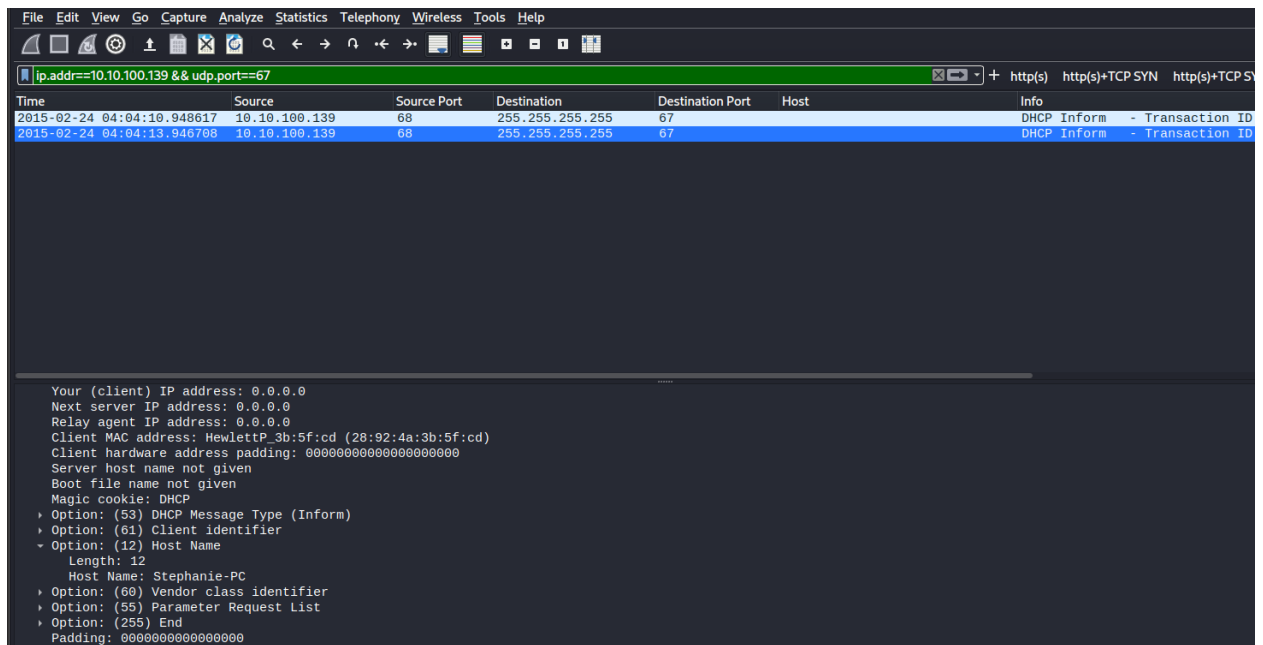 File Edit View Go Capture Analyze Statistics Telephony Wireless Tools Help
ip.addr==10.10.100.139 && udp.port==67 + http(s) http(s)+TCP SYN http(s)+TCP SY
Time Source Source Port Destination Destination Port Host Info
2015-02-24 04:04:10.948617 10.10.100.139 68 255.255.255.255 67 DHCP Inform - Transaction ID
2015-02-24 04:04:13.946708 10.10.100.139 68 255.255.255.255 67 DHCP Inform - Transaction ID
Your (client) IP address: 0.0.0.0
Next server IP address: 0.0.0.0
Relay agent IP address: 0.0.0.0
Client MAC address: HewlettP_3b:5f:cd (28:92:4a:3b:5f:cd)
Client hardware address padding: 00000000000000000000
Server host name not given
Boot file name not given
Magic cookie: DHCP
Option: (53) DHCP Message Type (Inform)
Option: (61) Client identifier
Option: (12) Host Name
Length: 12
Host Name: Stephanie-PC
Option: (60) Vendor class identifier
Option: (55) Parameter Request List
Option: (255) End
Padding: 0000000000000000